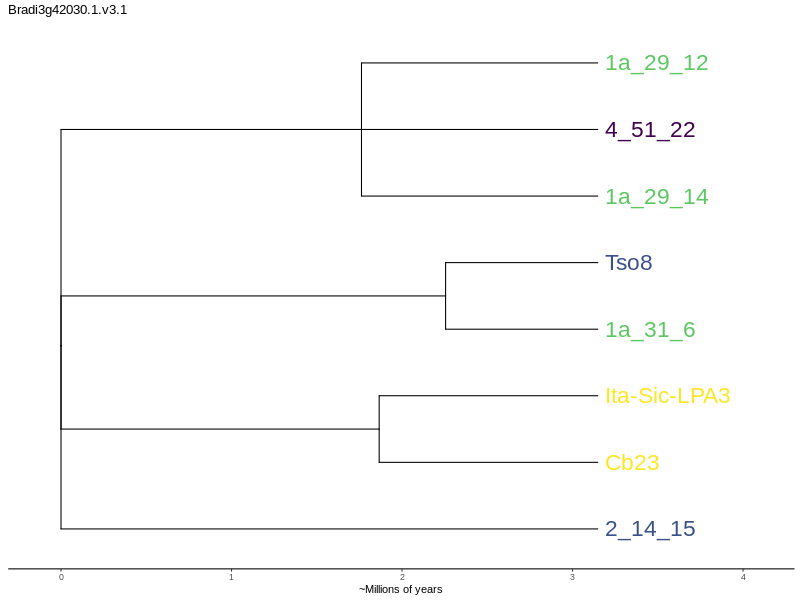 Bradi3g42030.1.v3.1
1a_29_12
4_51_22
1a_29_14
Tso8
1a_31_6
Ita-Sic-LPA3
Cb23
2_14_15
0 1 2 3 4
~Millions of years